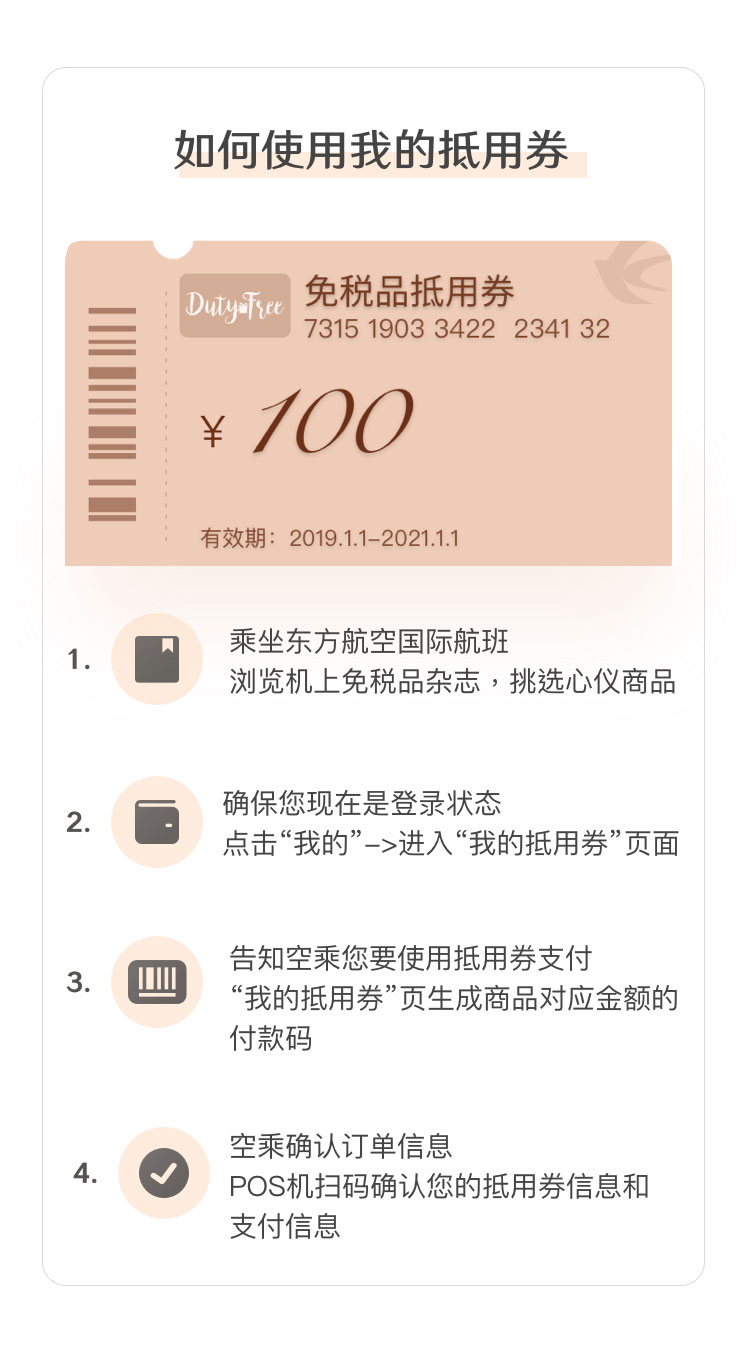 如何使用我的抵用券
Duty Free
免税品抵用券
7315 1903 3422  2341 32
¥ 100
有效期：2019.1.1-2021.1.1
1.
乘坐东方航空国际航班
浏览机上免税品杂志，挑选心仪商品
2.
确保您现在是登录状态
点击“我的”–>进入“我的抵用券”页面
3.
告知空乘您要使用抵用券支付
“我的抵用券”页生成商品对应金额的
付款码
4.
空乘确认订单信息
POS机扫码确认您的抵用券信息和
支付信息